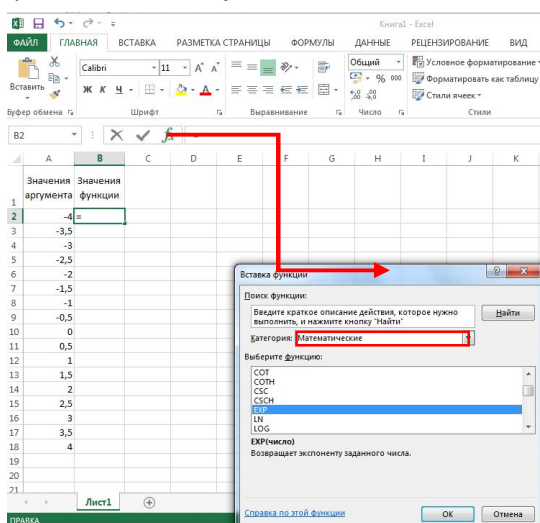 Книга1 - Excel
ФАЙЛ ГЛАВНАЯ ВСТАВКА РАЗМЕТКА СТРАНИЦЫ ФОРМУЛЫ ДАННЫЕ РЕЦЕНЗИРОВАНИЕ ВИД
Вставить
Calibri 11 A A
Ж К Ч
Общий
% 000
Условное форматирование
Форматировать как таблицу
Стили ячеек
Буфер обмена Шрифт Выравнивание Число Стили
B2 fx =
A B C D E F G H I J K
1 Значения аргумента Значения функции
2 -4 =
3 -3,5
4 -3
5 -2,5
6 -2
7 -1,5
8 -1
9 -0,5
10 0
11 0,5
12 1
13 1,5
14 2
15 2,5
16 3
17 3,5
18 4
19
20
21
Вставка функции
? X
Поиск функции:
Введите краткое описание действия, которое нужно
выполнить, и нажмите кнопку "Найти"
Найти
Категория: Математические
Выберите функцию:
COT
COTH
CSC
CSCH
EXP
LN
LOG
EXP(число)
Возвращает экспоненту заданного числа.
Справка по этой функции
ОК Отмена
Лист1
ПРАВКА